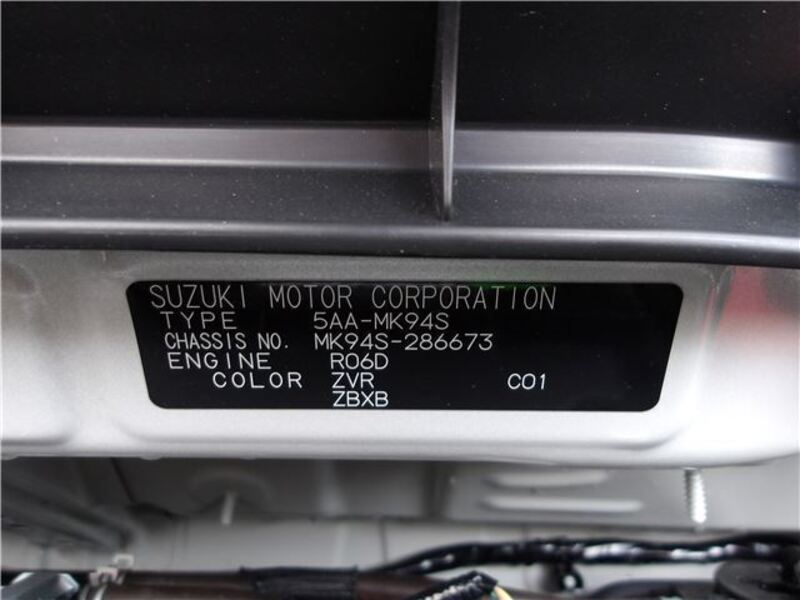 SUZUKI MOTOR CORPORATION
TYPE 5AA-MK94S
CHASSIS NO. MK94S-286673
ENGINE R06D
COLOR ZVR C01
ZBXB